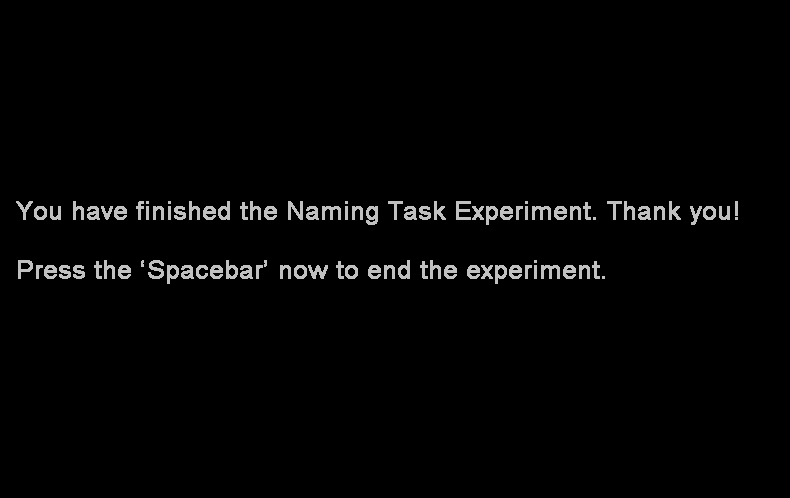 You have finished the Naming Task Experiment. Thank you!
Press the ‘Spacebar’ now to end the experiment.